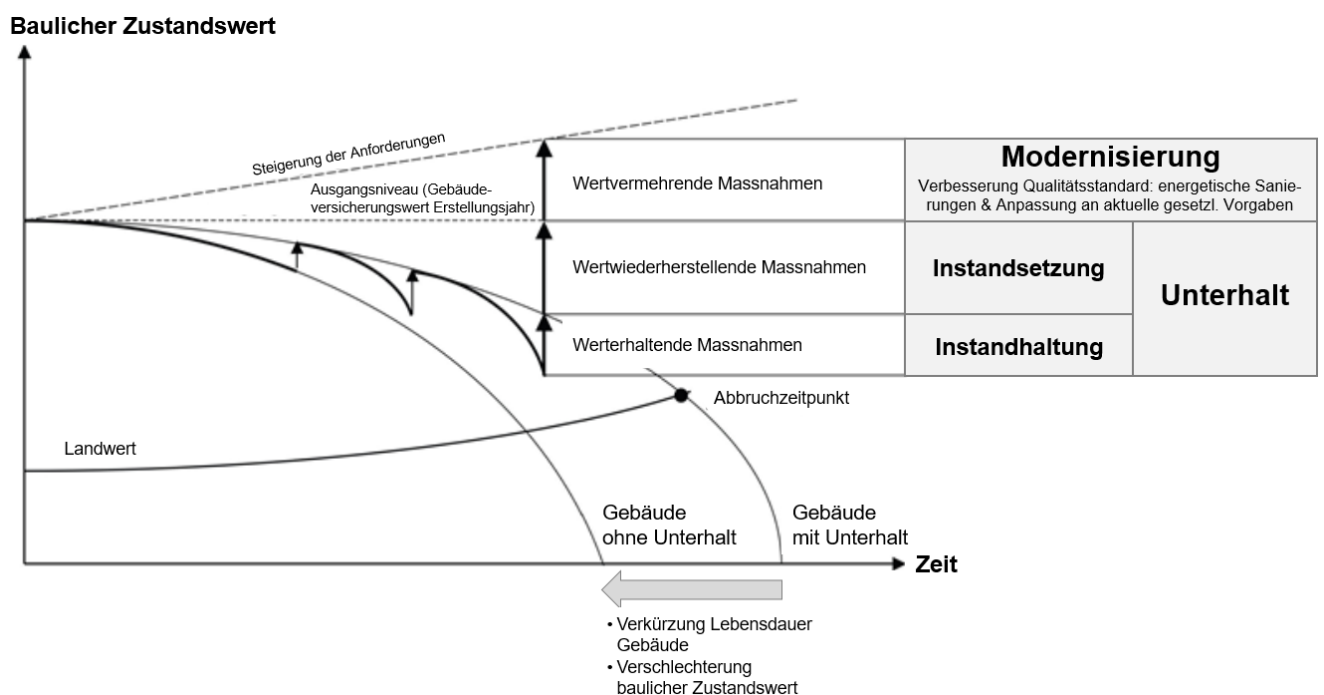 Baulicher Zustandswert
Steigerung der Anforderungen
Ausgangsniveau (Gebäude-
versicherungswert Erstellungsjahr)
Wertvermehrende Massnahmen
Modernisierung
Verbesserung Qualitätsstandard: energetische Sanie-
rungen & Anpassung an aktuelle gesetzl. Vorgaben
Wertwiederherstellende Massnahmen
Instandsetzung
Unterhalt
Werterhaltende Massnahmen
Instandhaltung
Abbruchzeitpunkt
Landwert
Gebäude
ohne Unterhalt
Gebäude
mit Unterhalt
Zeit
• Verkürzung Lebensdauer
Gebäude
• Verschlechterung
baulicher Zustandswert